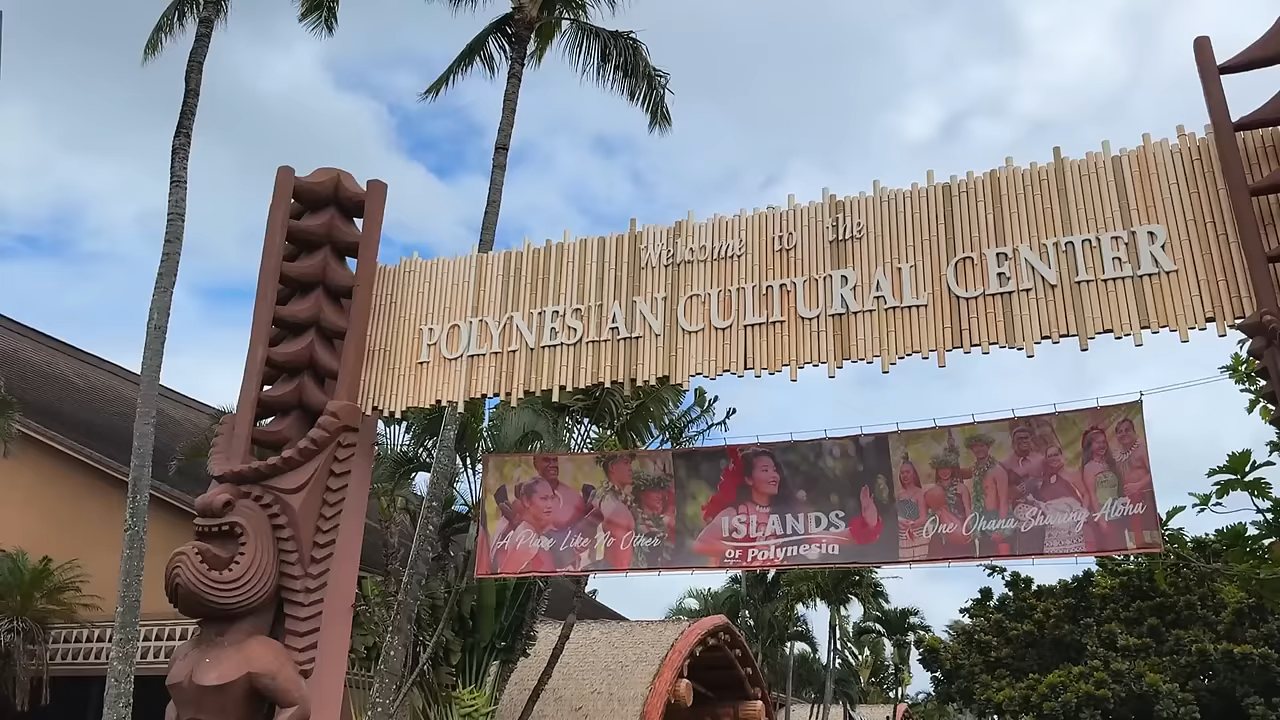 Welcome to the
POLYNESIAN CULTURAL CENTER
A Place Like No Other
ISLANDS
OF Polynesia
One Ohana Sharing Aloha